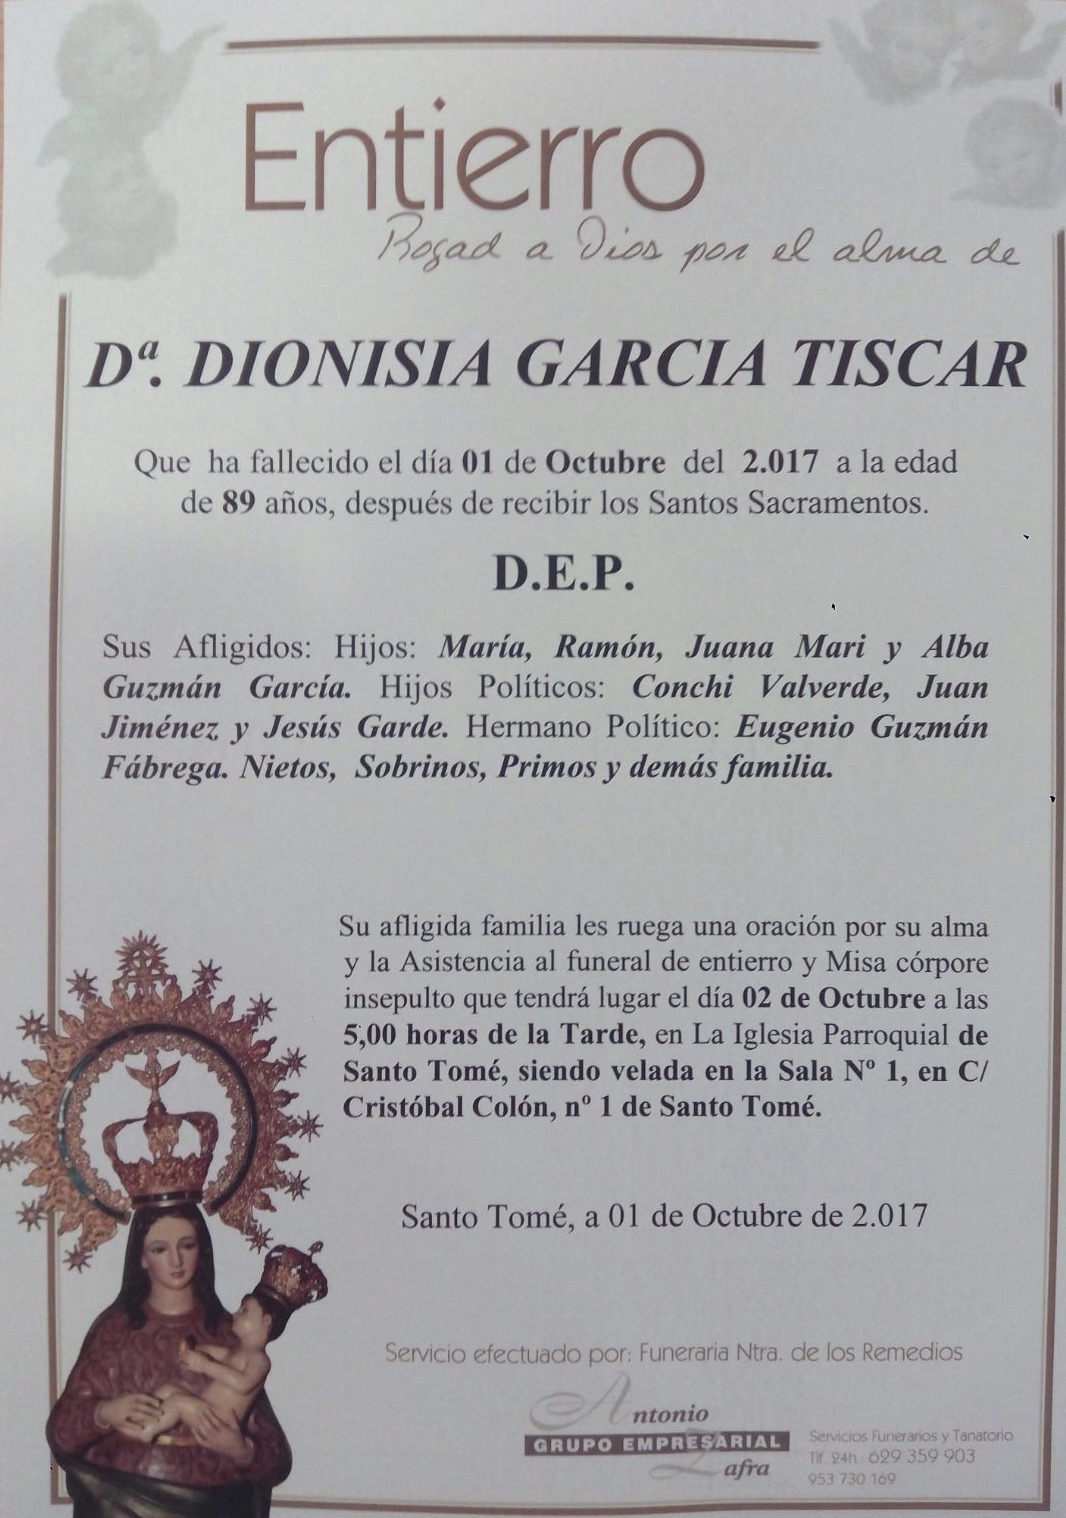 Entierro
Rogad a Dios por el alma de
Dª. DIONISIA GARCIA TISCAR
Que ha fallecido el día 01 de Octubre del 2.017 a la edad
de 89 años, después de recibir los Santos Sacramentos.
D.E.P.
Sus Afligidos: Hijos: María, Ramón, Juana Mari y Alba
Guzmán García. Hijos Políticos: Conchi Valverde, Juan
Jiménez y Jesús Garde. Hermano Político: Eugenio Guzmán
Fábrega. Nietos, Sobrinos, Primos y demás familia.
Su afligida familia les ruega una oración por su alma
y la Asistencia al funeral de entierro y Misa córpore
insepulto que tendrá lugar el día 02 de Octubre a las
5,00 horas de la Tarde, en La Iglesia Parroquial de
Santo Tomé, siendo velada en la Sala Nº 1, en C/
Cristóbal Colón, nº 1 de Santo Tomé.
Santo Tomé, a 01 de Octubre de 2.017
Servicio efectuado por: Funeraria Ntra. de los Remedios
Antonio
GRUPO EMPRESARIAL
Zafra
Servicios Funerarios y Tanatorio
Tlf. 24h.: 629 359 903
953 730 169